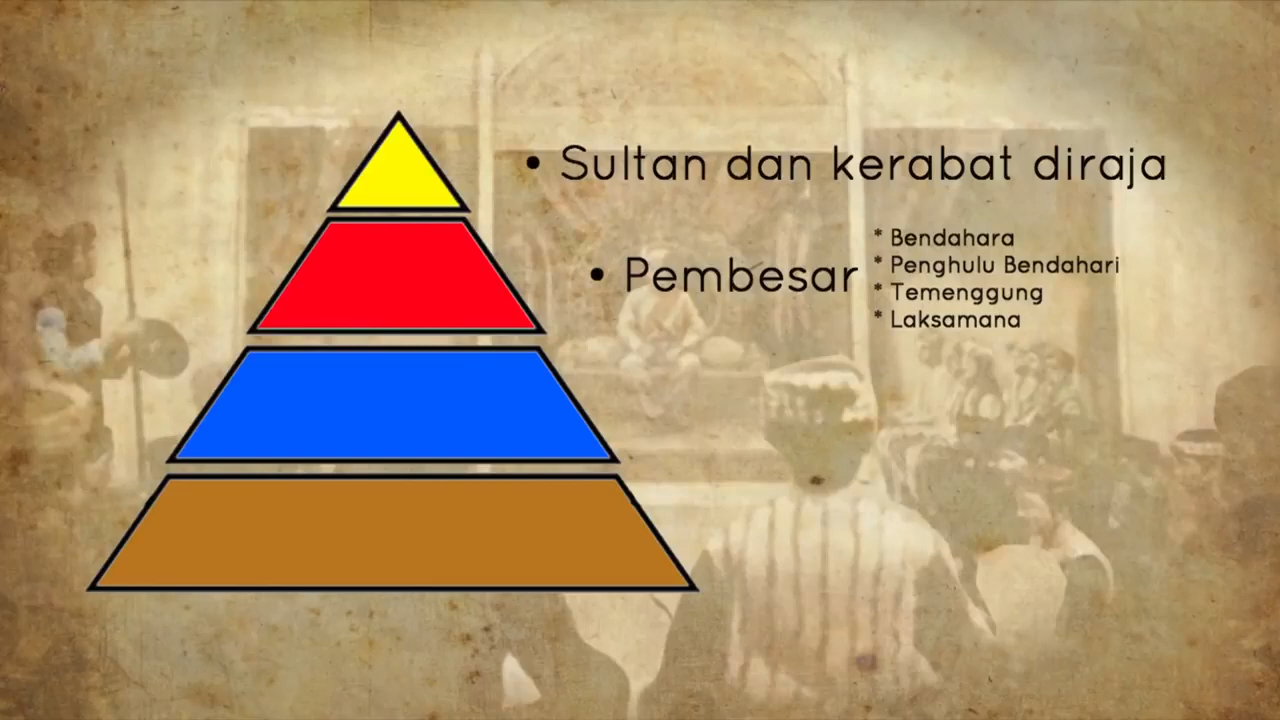 • Sultan dan kerabat diraja
• Pembesar
* Bendahara
* Penghulu Bendahari
* Temenggung
* Laksamana